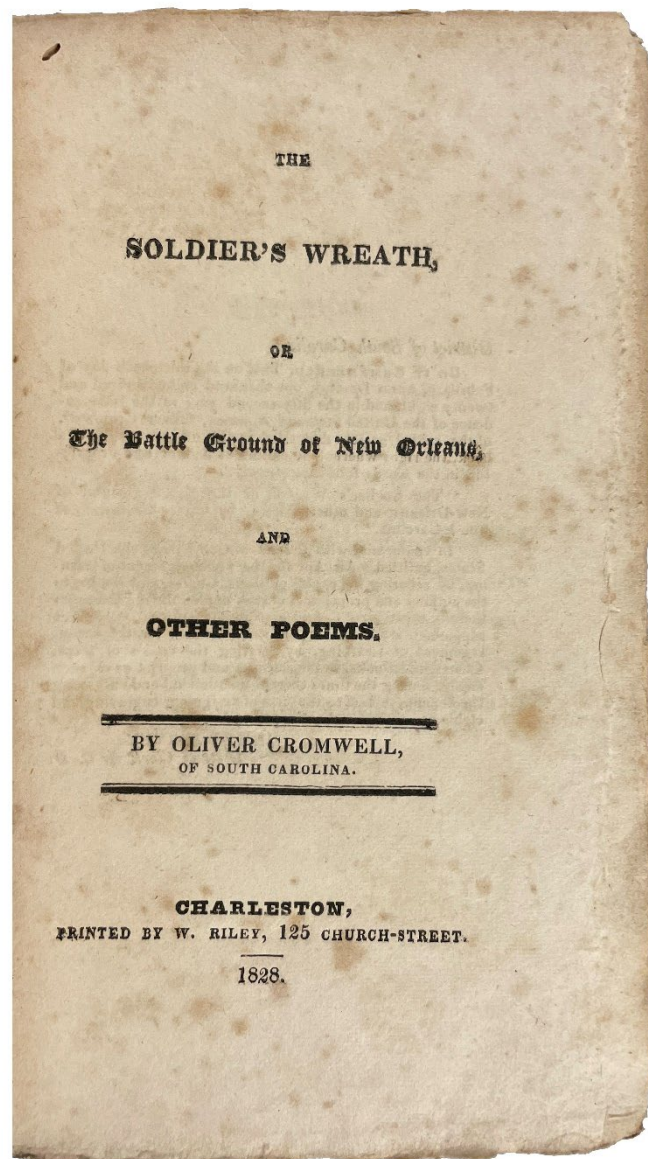 THE
SOLDIER'S WREATH,
OR
The Battle Ground of New Orleans,
AND
OTHER POEMS.
BY OLIVER CROMWELL,
OF SOUTH CAROLINA.
CHARLESTON,
PRINTED BY W. RILEY, 125 CHURCH-STREET.
1828.